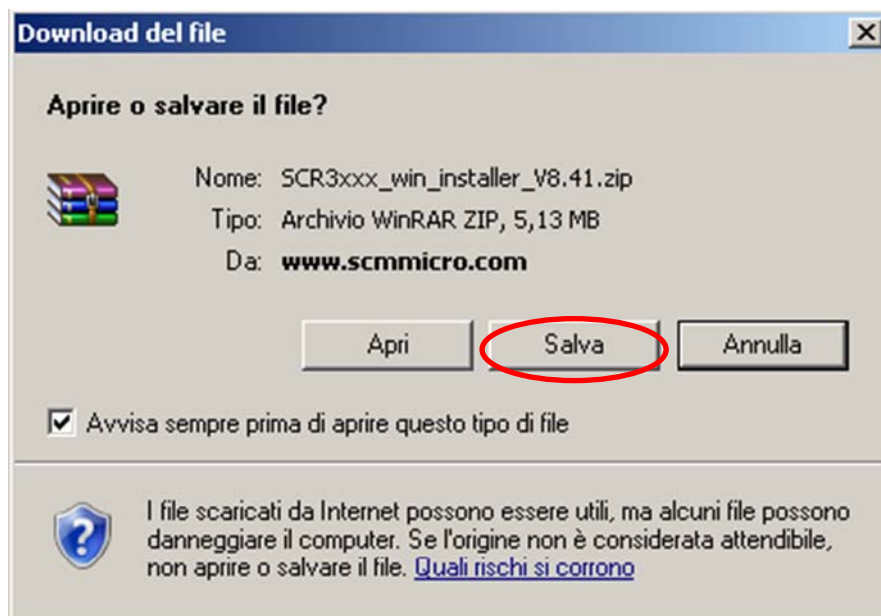 Download del file
Aprire o salvare il file?
Nome: SCR3xxx_win_installer_V8.41.zip
Tipo: Archivio WinRAR ZIP, 5,13 MB
Da: www.scmmicro.com
Apri Salva Annulla
Avvisa sempre prima di aprire questo tipo di file
I file scaricati da Internet possono essere utili, ma alcuni file possono
danneggiare il computer. Se l'origine non è considerata attendibile,
non aprire o salvare il file. Quali rischi si corrono